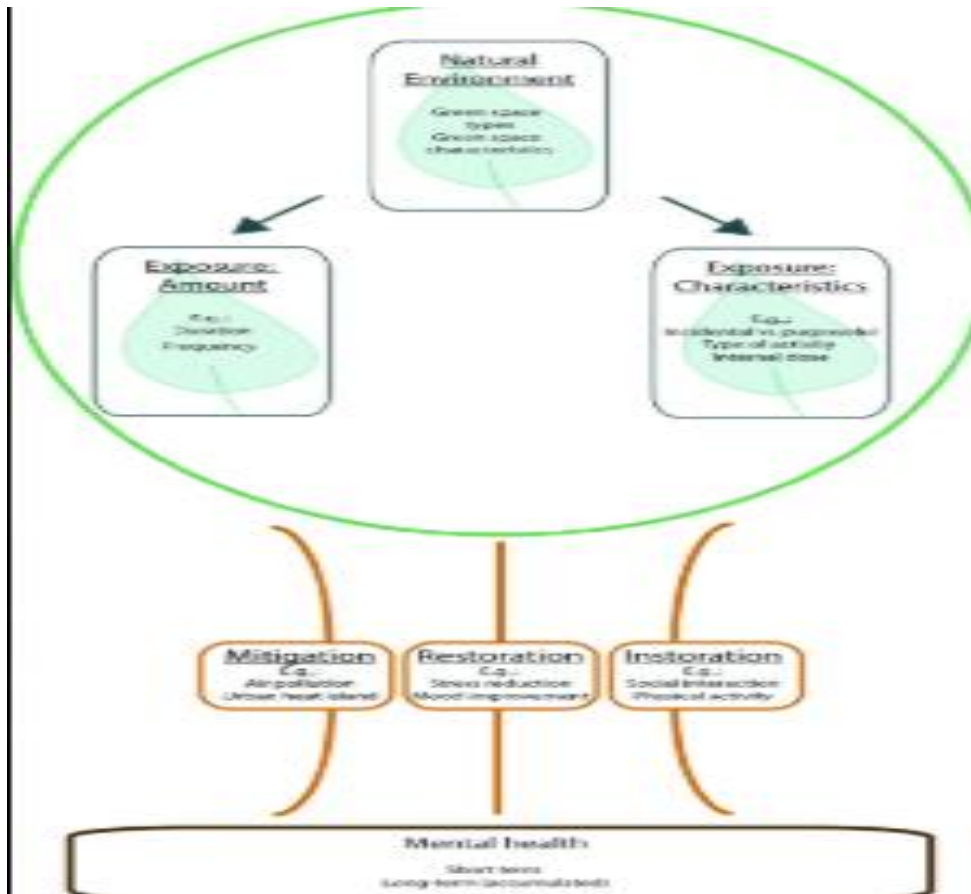 Natural
Environment
Green space
types
Green space
characteristics
Exposure:
Amount
E.g.:
Duration
Frequency
Exposure:
Characteristics
E.g.:
Incidental vs. purposeful
Type of activity
Internal dose
Mitigation
E.g.:
Air pollution
Urban heat island
Restoration
E.g.:
Stress reduction
Mood improvement
Instoration
E.g.:
Social interaction
Physical activity
Mental health
Short term
Long-term (accumulated)